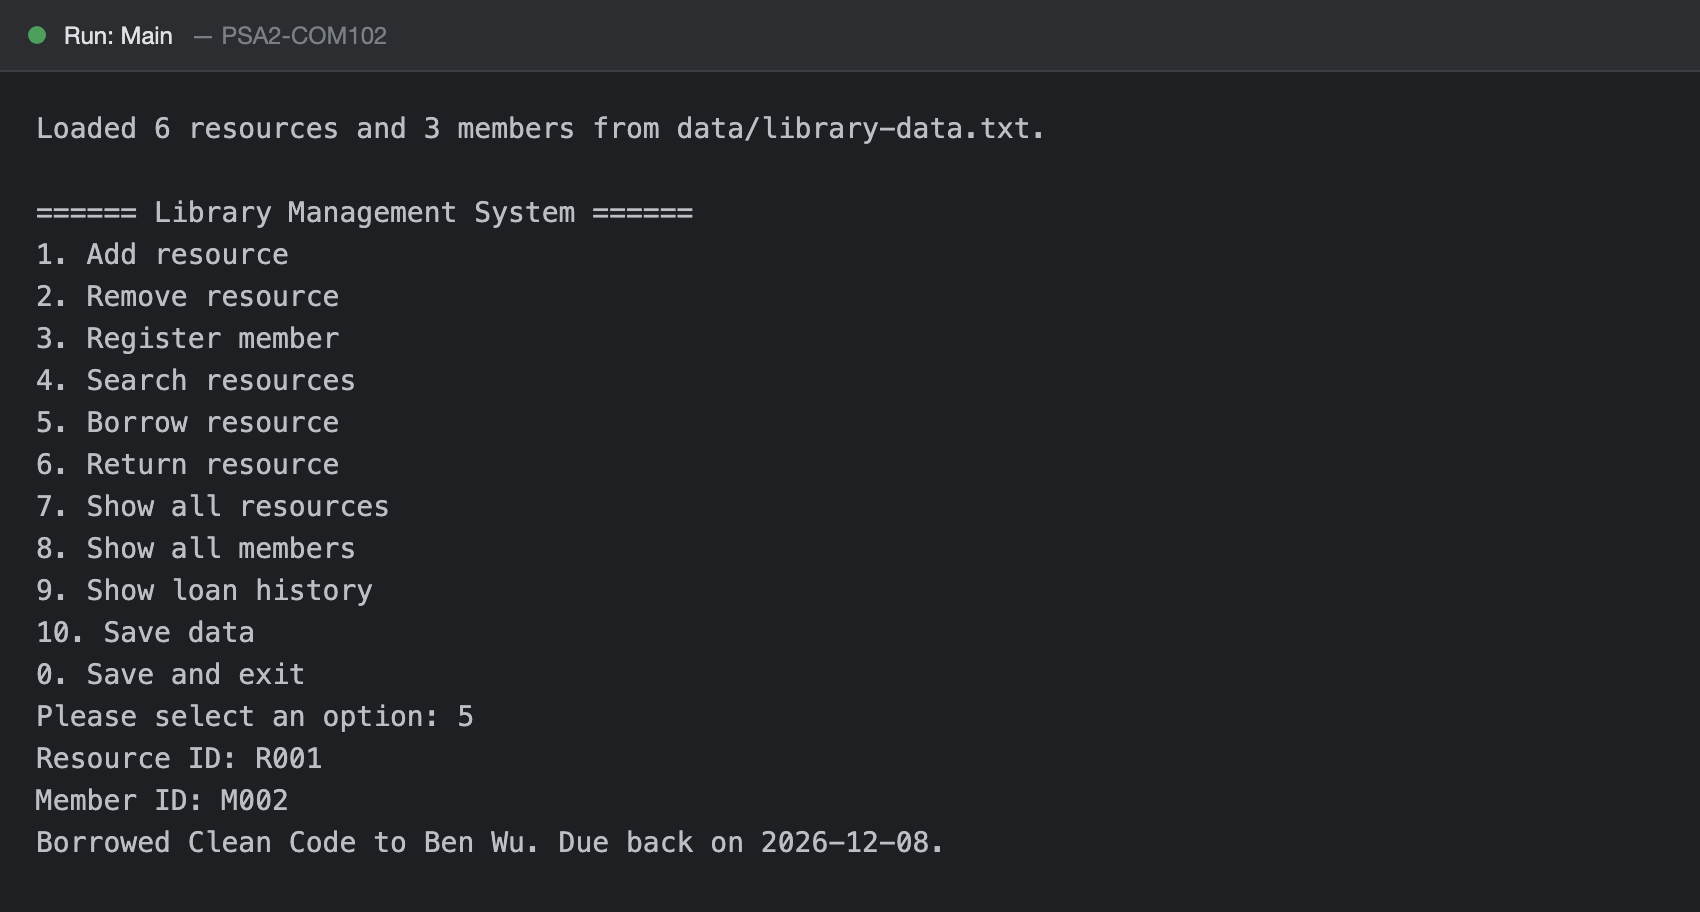 Run: Main — PSA2-COM102
Loaded 6 resources and 3 members from data/library-data.txt.
====== Library Management System ======
1. Add resource
2. Remove resource
3. Register member
4. Search resources
5. Borrow resource
6. Return resource
7. Show all resources
8. Show all members
9. Show loan history
10. Save data
0. Save and exit
Please select an option: 5
Resource ID: R001
Member ID: M002
Borrowed Clean Code to Ben Wu. Due back on 2026-12-08.